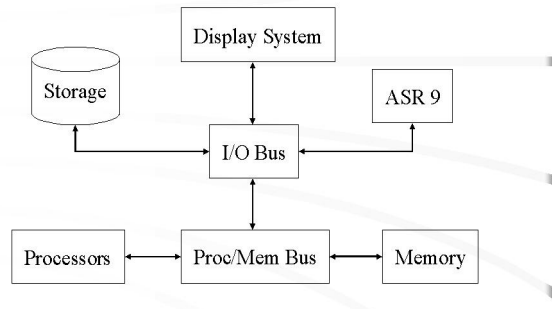 Display System
Storage
ASR 9
I/O Bus
Processors
Proc/Mem Bus
Memory